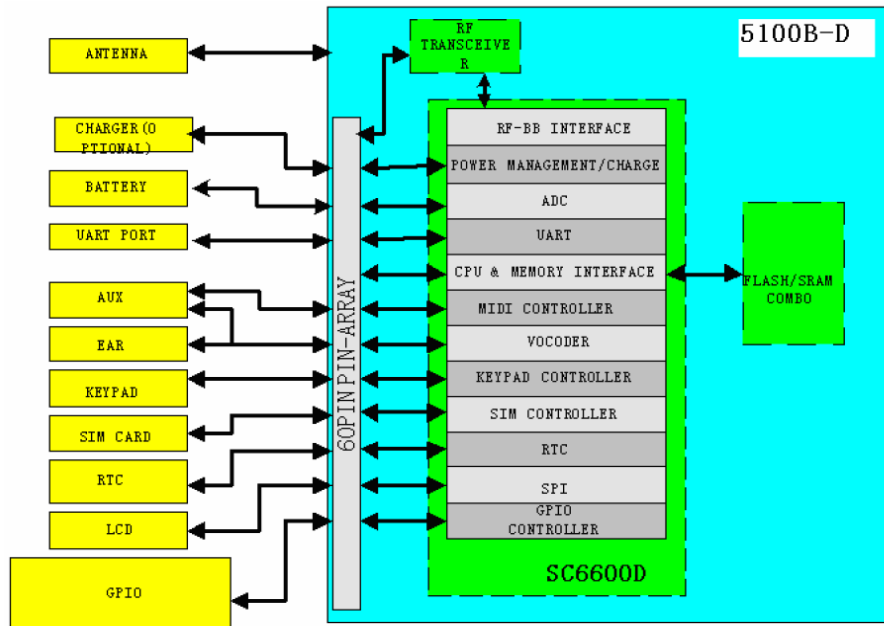 RF
TRANSCEIVE
R
5100B-D
ANTENNA
CHARGER(O
PTIONAL)
BATTERY
UART PORT
AUX
EAR
KEYPAD
SIM CARD
RTC
LCD
GPIO
60PINPIN-ARRAY
RF-BB INTERFACE
POWER MANAGEMENT/CHARGE
ADC
UART
CPU & MEMORY INTERFACE
MIDI CONTROLLER
VOCODER
KEYPAD CONTROLLER
SIM CONTROLLER
RTC
SPI
GPIO
CONTROLLER
SC6600D
FLASH/SRAM
COMBO